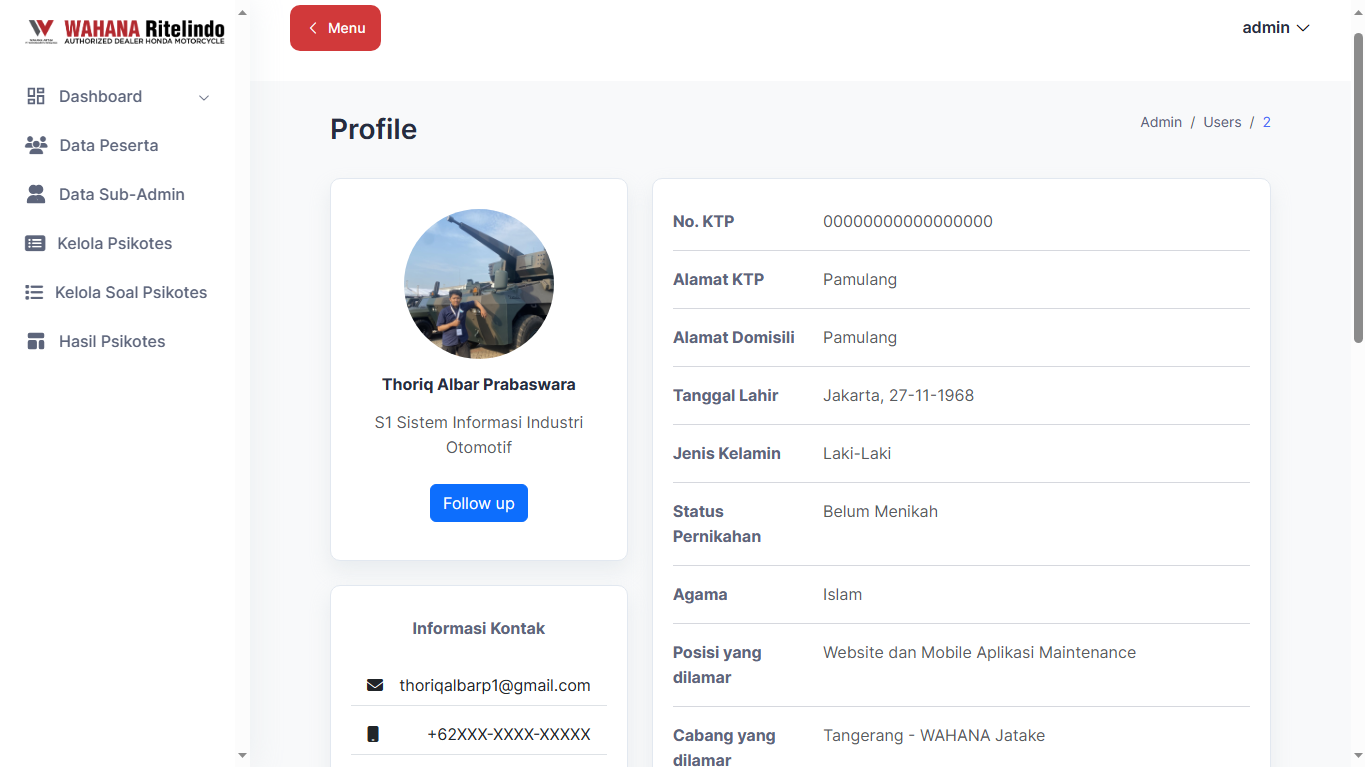 WAHANA Ritelindo
AUTHORIZED DEALER HONDA MOTORCYCLE
Menu
admin
Dashboard
Data Peserta
Data Sub-Admin
Kelola Psikotes
Kelola Soal Psikotes
Hasil Psikotes
Profile
Admin / Users / 2
Thoriq Albar Prabaswara
S1 Sistem Informasi Industri
Otomotif
Follow up
Informasi Kontak
thoriqalbarp1@gmail.com
+62XXX-XXXX-XXXXX
No. KTP 00000000000000000
Alamat KTP Pamulang
Alamat Domisili Pamulang
Tanggal Lahir Jakarta, 27-11-1968
Jenis Kelamin Laki-Laki
Status Belum Menikah
Pernikahan
Agama Islam
Posisi yang Website dan Mobile Aplikasi Maintenance
dilamar
Cabang yang Tangerang - WAHANA Jatake
dilamar